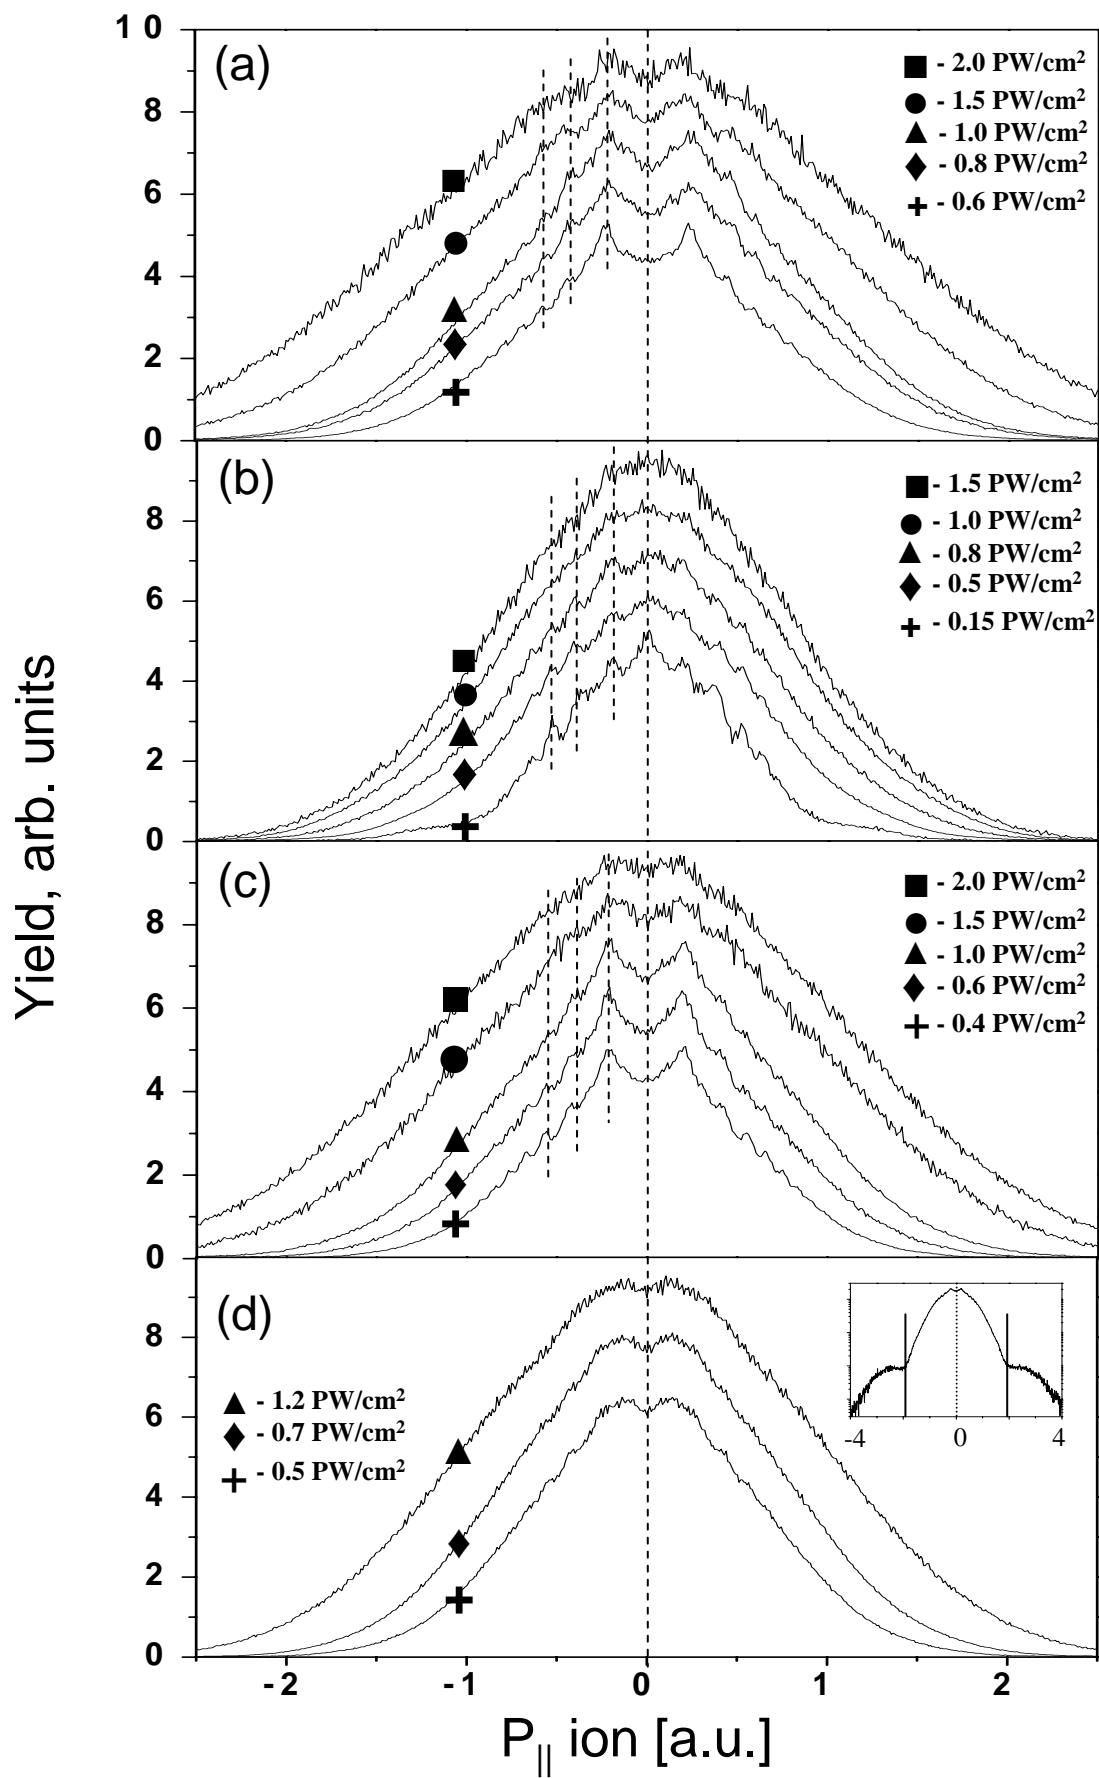 10
(a)
■ - 2.0 PW/cm²
● - 1.5 PW/cm²
▲ - 1.0 PW/cm²
◆ - 0.8 PW/cm²
+ - 0.6 PW/cm²
8
6
4
2
0
(b)
■ - 1.5 PW/cm²
● - 1.0 PW/cm²
▲ - 0.8 PW/cm²
◆ - 0.5 PW/cm²
+ - 0.15 PW/cm²
8
6
4
2
0
(c)
■ - 2.0 PW/cm²
● - 1.5 PW/cm²
▲ - 1.0 PW/cm²
◆ - 0.6 PW/cm²
+ - 0.4 PW/cm²
8
6
4
2
0
(d)
▲ - 1.2 PW/cm²
◆ - 0.7 PW/cm²
+ - 0.5 PW/cm²
-4 0 4
8
6
4
2
0
-2 -1 0 1 2
P|| ion [a.u.]
Yield, arb. units